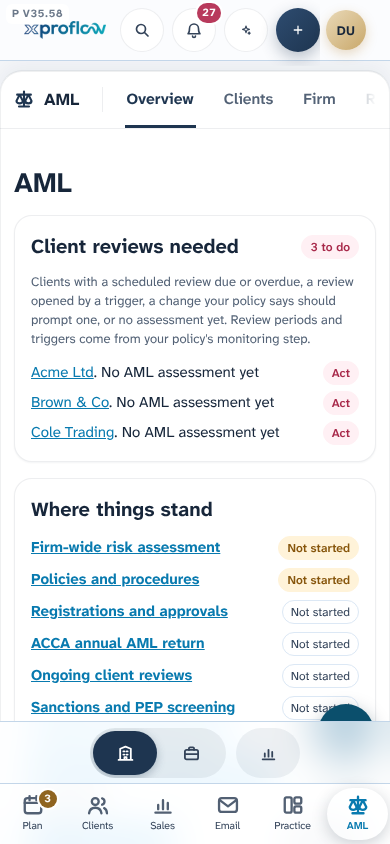 P V35.58
xproflow
27
+
DU
AML
Overview
Clients
Firm
AML
Client reviews needed
3 to do
Clients with a scheduled review due or overdue, a review
opened by a trigger, a change your policy says should
prompt one, or no assessment yet. Review periods and
triggers come from your policy's monitoring step.
Acme Ltd. No AML assessment yet
Act
Brown & Co. No AML assessment yet
Act
Cole Trading. No AML assessment yet
Act
Where things stand
Firm-wide risk assessment
Not started
Policies and procedures
Not started
Registrations and approvals
Not started
ACCA annual AML return
Not started
Ongoing client reviews
Not started
Sanctions and PEP screening
Not started
3
Plan
Clients
Sales
Email
Practice
AML